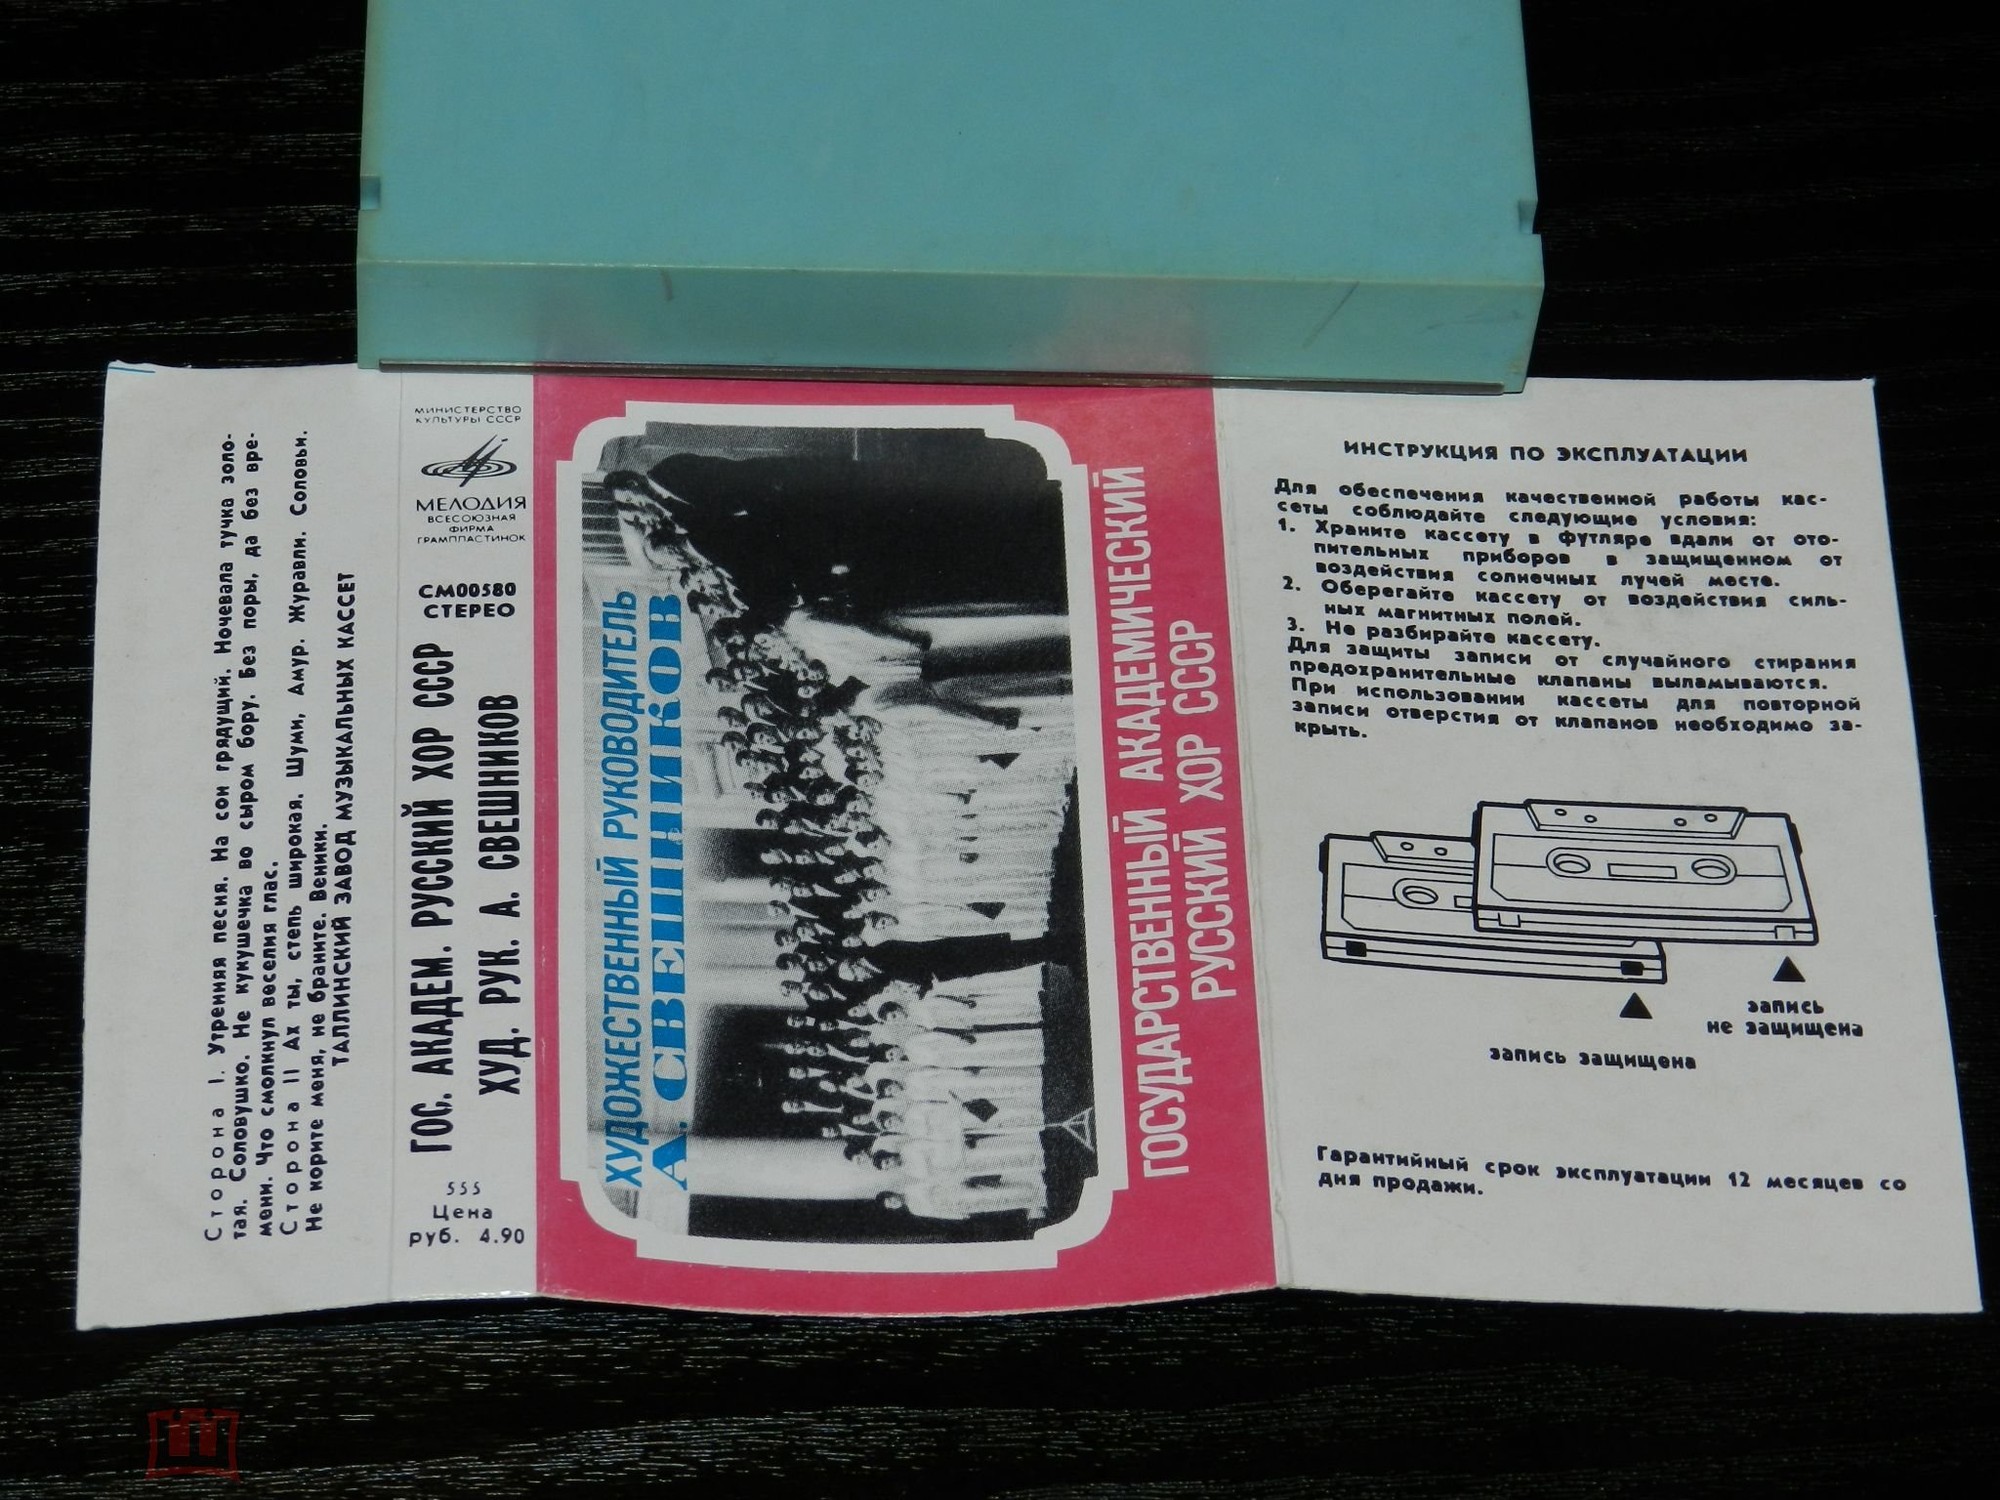 Сторона I. Утренняя песня. На сон грядущий. Ночевала тучка золо-
тая. Соловушко. Не кукушечка во сыром бору. Без поры, да без вре-
мени. Что смолкнул веселия глас.
Сторона II Ах ты, степь широкая. Шуми, Амур. Журавли. Соловьи.
Не корите меня, не браните. Веники.
ТАЛЛИНСКИЙ ЗАВОД МУЗЫКАЛЬНЫХ КАССЕТ
МИНИСТЕРСТВО
КУЛЬТУРЫ СССР
МЕЛОДИЯ
ВСЕСОЮЗНАЯ
ФИРМА
ГРАМПЛАСТИНОК
СМ00580
СТЕРЕО
ГОС. АКАДЕМ. РУССКИЙ ХОР СССР
ХУД. РУК. А. СВЕШНИКОВ
555
Цена
руб. 4.90
ХУДОЖЕСТВЕННЫЙ РУКОВОДИТЕЛЬ
А. СВЕШНИКОВ
ГОСУДАРСТВЕННЫЙ АКАДЕМИЧЕСКИЙ
РУССКИЙ ХОР СССР
ИНСТРУКЦИЯ ПО ЭКСПЛУАТАЦИИ
Для обеспечения качественной работы кас-
сеты соблюдайте следующие условия:
1. Храните кассету в футляре вдали от ото-
пительных приборов в защищенном от
воздействия солнечных лучей месте.
2. Оберегайте кассету от воздействия силь-
ных магнитных полей.
3. Не разбирайте кассету.
Для защиты записи от случайного стирания
предохранительные клапаны выламываются.
При использовании кассеты для повторной
записи отверстия от клапанов необходимо за-
крыть.
запись
не защищена
запись защищена
Гарантийный срок эксплуатации 12 месяцев со
дня продажи.